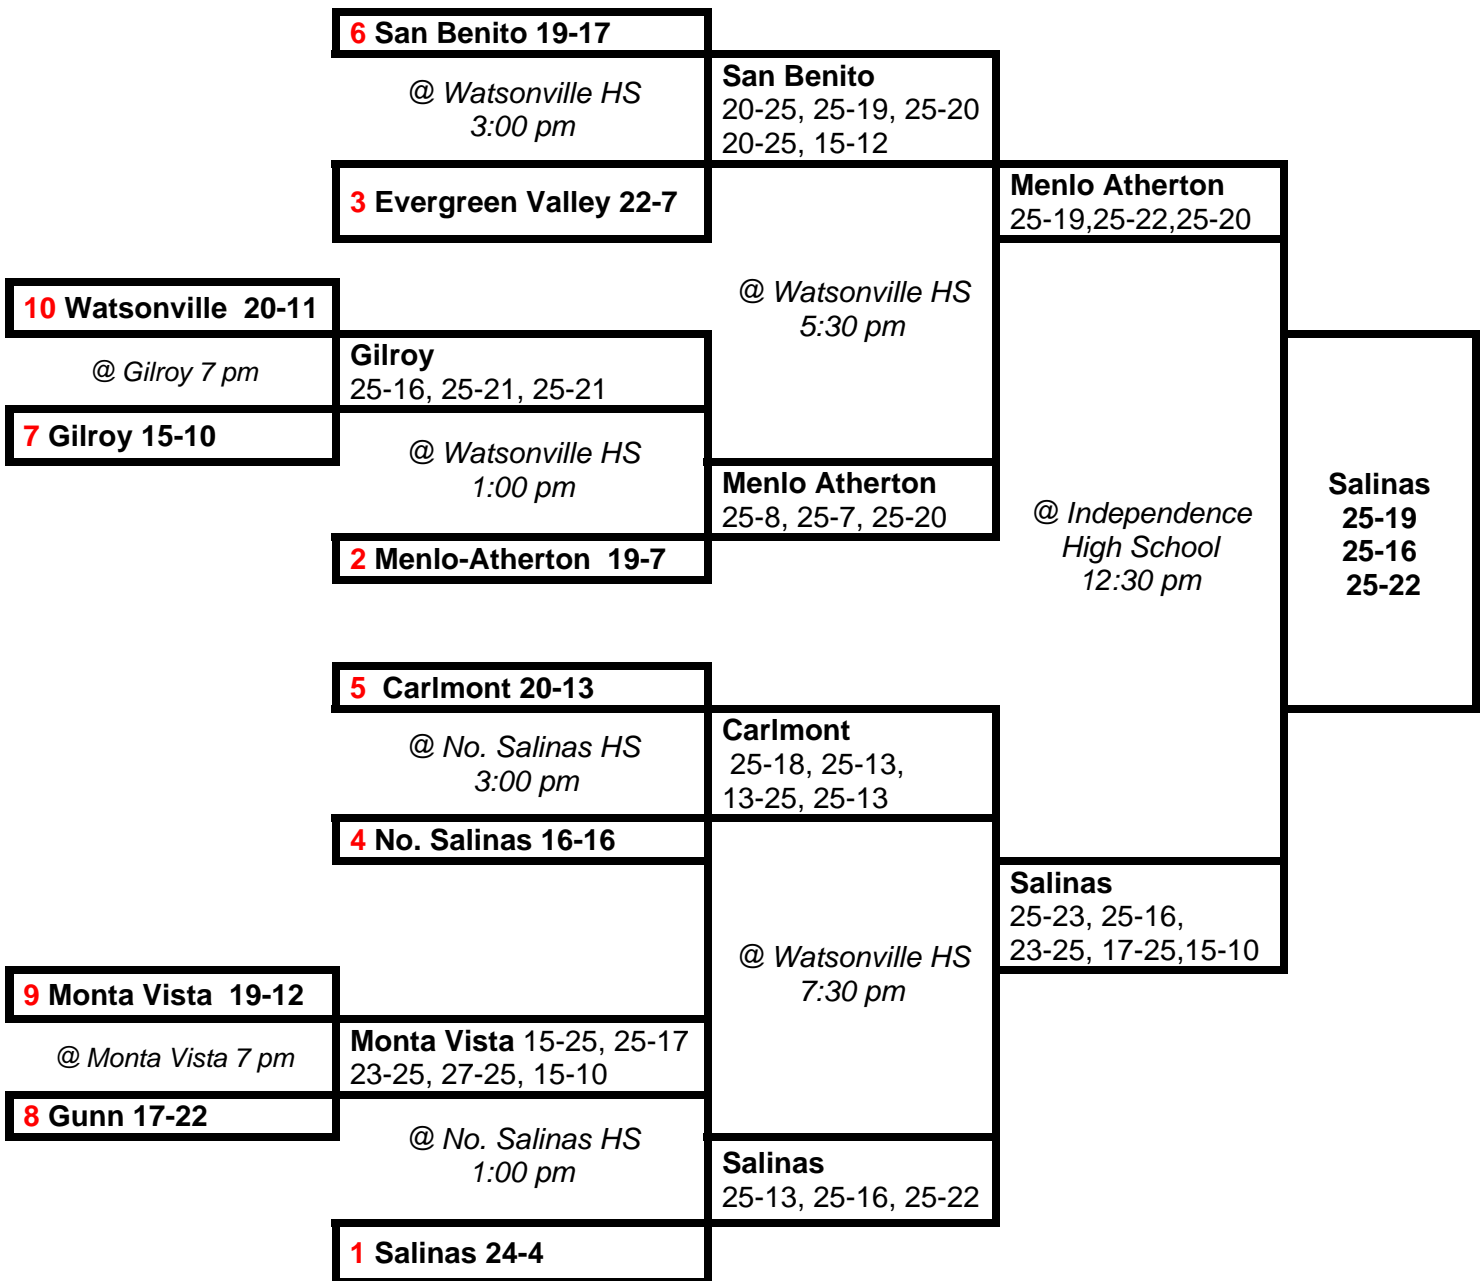 6 San Benito 19-17
@ Watsonville HS
3:00 pm
3 Evergreen Valley 22-7
San Benito
20-25, 25-19, 25-20
20-25, 15-12
10 Watsonville 20-11
@ Gilroy 7 pm
7 Gilroy 15-10
Gilroy
25-16, 25-21, 25-21
@ Watsonville HS
1:00 pm
2 Menlo-Atherton 19-7
Menlo Atherton
25-8, 25-7, 25-20
@ Watsonville HS
5:30 pm
Menlo Atherton
25-19,25-22,25-20
5 Carlmont 20-13
@ No. Salinas HS
3:00 pm
4 No. Salinas 16-16
Carlmont
25-18, 25-13,
13-25, 25-13
9 Monta Vista 19-12
@ Monta Vista 7 pm
8 Gunn 17-22
Monta Vista 15-25, 25-17
23-25, 27-25, 15-10
@ No. Salinas HS
1:00 pm
1 Salinas 24-4
Salinas
25-13, 25-16, 25-22
@ Watsonville HS
7:30 pm
Salinas
25-23, 25-16,
23-25, 17-25,15-10
@ Independence
High School
12:30 pm
Salinas
25-19
25-16
25-22